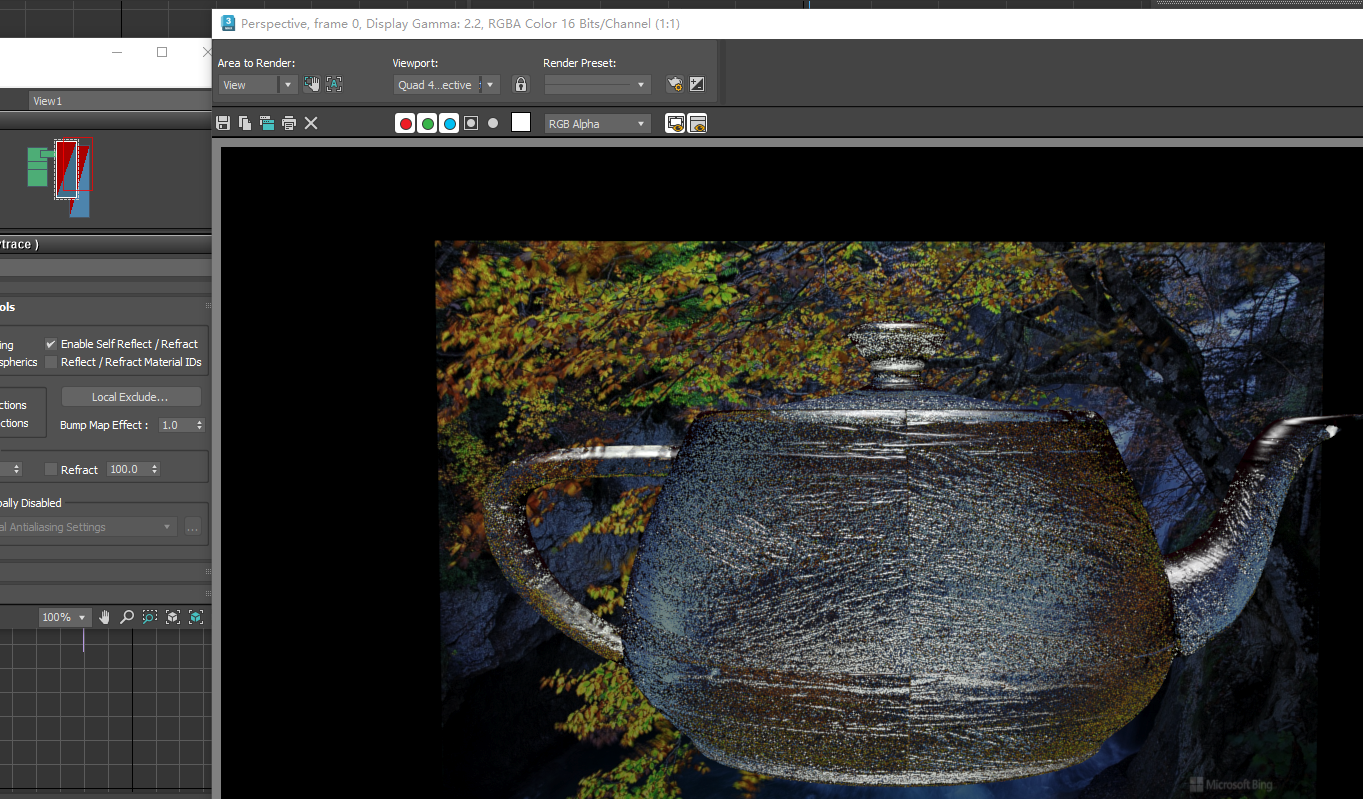 Perspective, frame 0, Display Gamma: 2.2, RGBA Color 16 Bits/Channel (1:1)
Area to Render:
Viewport:
Render Preset:
View
Quad 4...ective
View1
RGB Alpha
trace )
ols
ing
Enable Self Reflect / Refract
spherics
Reflect / Refract Material IDs
ctions
Local Exclude...
ctions
Bump Map Effect :
1.0
Refract
100.0
bally Disabled
al Antialiasing Settings
...
100%
Microsoft Bing